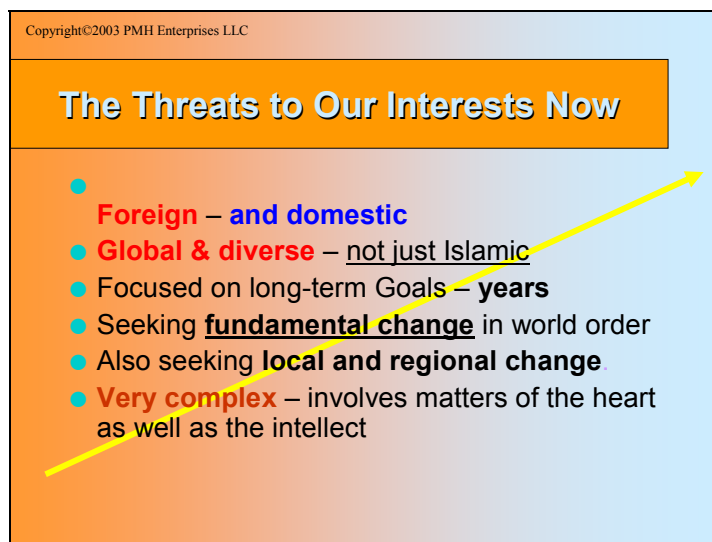 Copyright©2003 PMH Enterprises LLC
The Threats to Our Interests Now
Foreign – and domestic
Global & diverse – not just Islamic
Focused on long-term Goals – years
Seeking fundamental change in world order
Also seeking local and regional change.
Very complex – involves matters of the heart
as well as the intellect